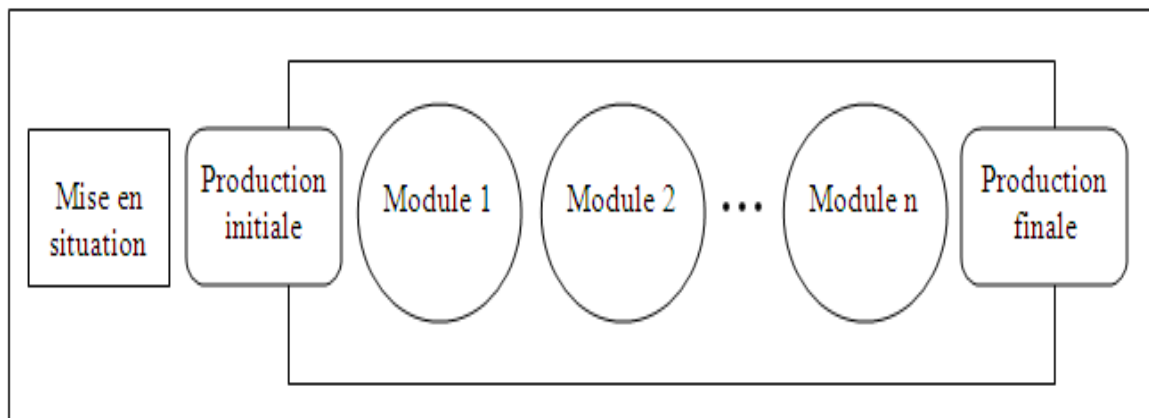 Mise en
situation
Production
initiale
Module 1
Module 2
...
Module n
Production
finale